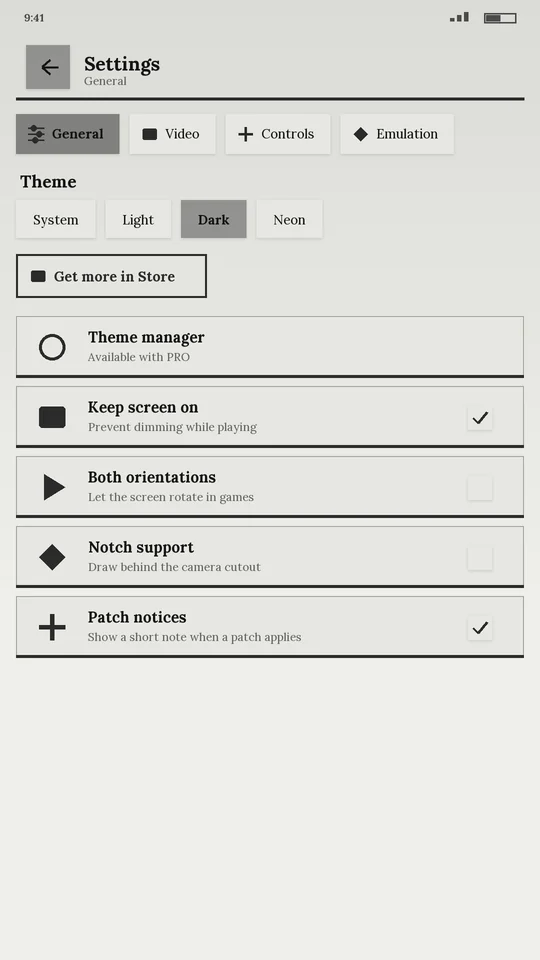 9:41
Settings
General
General
Video
Controls
Emulation
Theme
System
Light
Dark
Neon
Get more in Store
Theme manager
Available with PRO
Keep screen on
Prevent dimming while playing
Both orientations
Let the screen rotate in games
Notch support
Draw behind the camera cutout
Patch notices
Show a short note when a patch applies